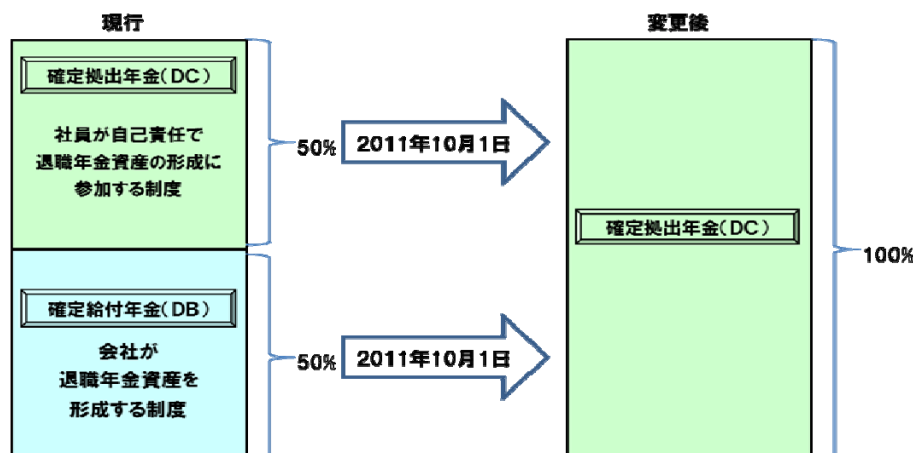 現行
確定拠出年金(DC)
社員が自己責任で
退職年金資産の形成に
参加する制度
50%
2011年10月1日
確定給付年金(DB)
会社が
退職年金資産を
形成する制度
50%
2011年10月1日
変更後
確定拠出年金(DC)
100%